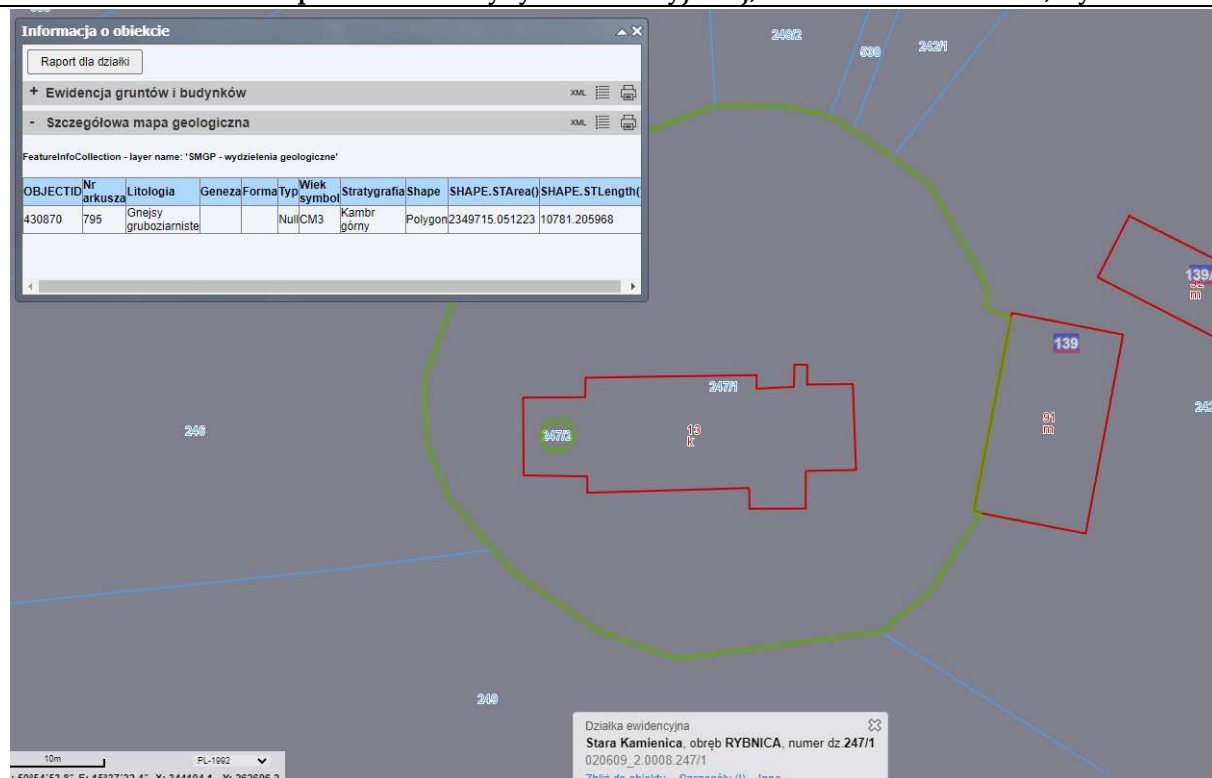 Informacja o obiekcie
Raport dla działki
+ Ewidencja gruntów i budynków XML
- Szczegółowa mapa geologiczna XML
FeatureInfoCollection - layer name: 'SMGP - wydzielenia geologiczne'
OBJECTID Nr arkusza Litologia Geneza Forma Typ Wiek symbol Stratygrafia Shape SHAPE.STArea() SHAPE.STLength(
430870 795 Gnejsy gruboziarniste Null CM3 Kambr górny Polygon 2349715.051223 10781.205968
248/2
242/1
139
91
m
m
247/1
247/2
13
k
246
249
Działka ewidencyjna
Stara Kamienica, obręb RYBNICA, numer dz.247/1
020609_2.0008.247/1
10m PL-1992